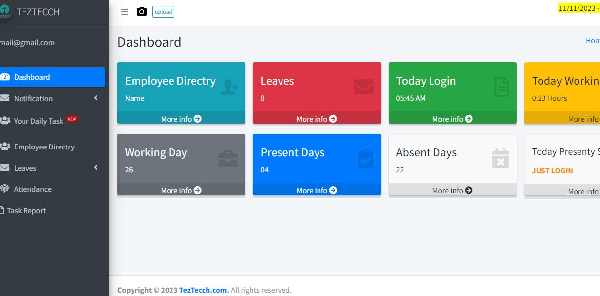 TEZTECCH
upload
11/11/2023 -
mail@gmail.com
Dashboard
Hom
Dashboard
Notification
Your Daily Task NEW
Employee Directry
Leaves
Attendance
Task Report
Employee Directry
Name
More info
Leaves
0
More info
Today Login
05:45 AM
More info
Today Workin
0:23 Hours
More info
Working Day
26
More info
Present Days
04
More info
Absent Days
22
More info
Today Presenty S
JUST LOGIN
More info
Copyright © 2023 TezTecch.com. All rights reserved.